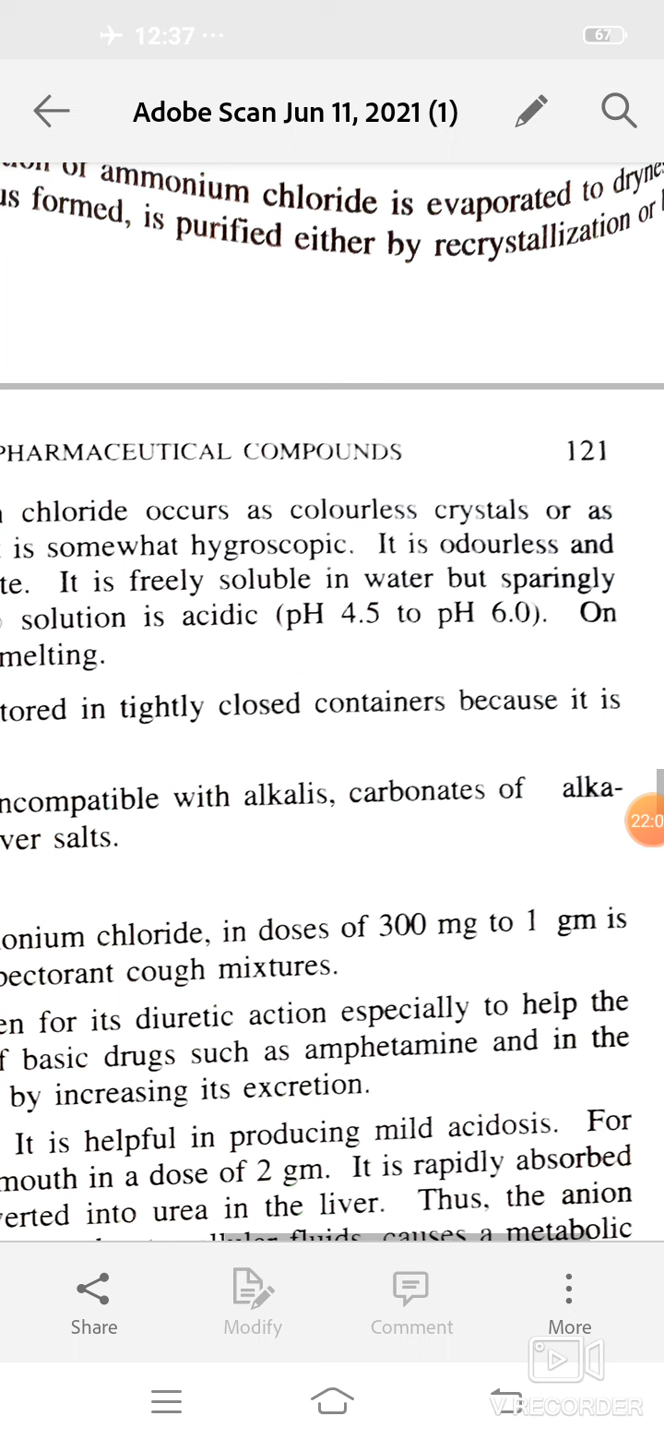 12:37 ...
67
Adobe Scan Jun 11, 2021 (1)
of ammonium chloride is evaporated to
formed, is purified either by recrystallization or
PHARMACEUTICAL COMPOUNDS 121
chloride occurs as colourless crystals or as
is somewhat hygroscopic. It is odourless and
te. It is freely soluble in water but sparingly
solution is acidic (pH 4.5 to pH 6.0). On
melting.
tored in tightly closed containers because it is
ncompatible with alkalis, carbonates of alka-
ver salts.
22:0
onium chloride, in doses of 300 mg to 1 gm is
pectorant cough mixtures.
en for its diuretic action especially to help the
f basic drugs such as amphetamine and in the
by increasing its excretion.
It is helpful in producing mild acidosis. For
mouth in a dose of 2 gm. It is rapidly absorbed
erted into urea in the liver. Thus, the anion
fluids causes a metabolic
Share Modify Comment More
V RECORDER